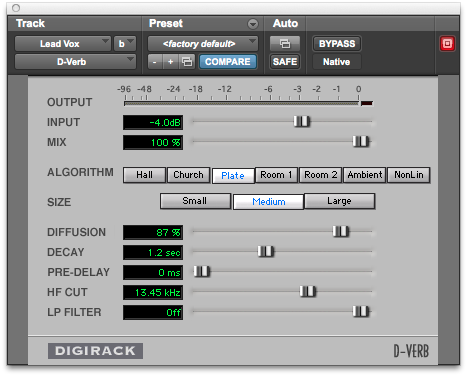 Track Preset Auto
Lead Vox b <factory default> BYPASS
D-Verb - + COMPARE SAFE Native
-96 -48 -24 -12 -6 -3 -2 -1 0
OUTPUT
INPUT -4.0dB
MIX 100 %
ALGORITHM Hall Church Plate Room 1 Room 2 Ambient NonLin
SIZE Small Medium Large
DIFFUSION 87 %
DECAY 1.2 sec
PRE-DELAY 0 ms
HF CUT 13.45 kHz
LP FILTER Off
DIGIRACK D-VERB